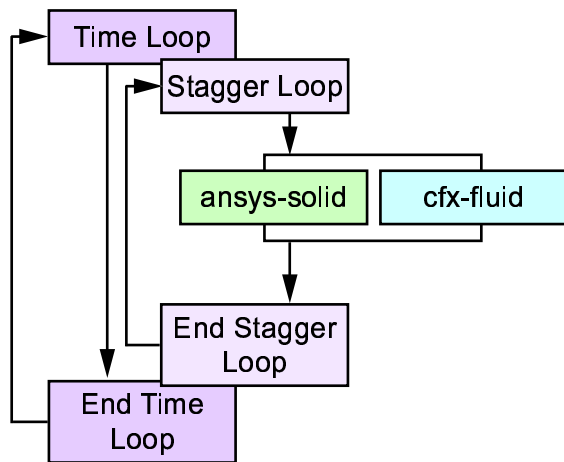 Time Loop
Stagger Loop
ansys-solid
cfx-fluid
End Stagger
Loop
End Time
Loop